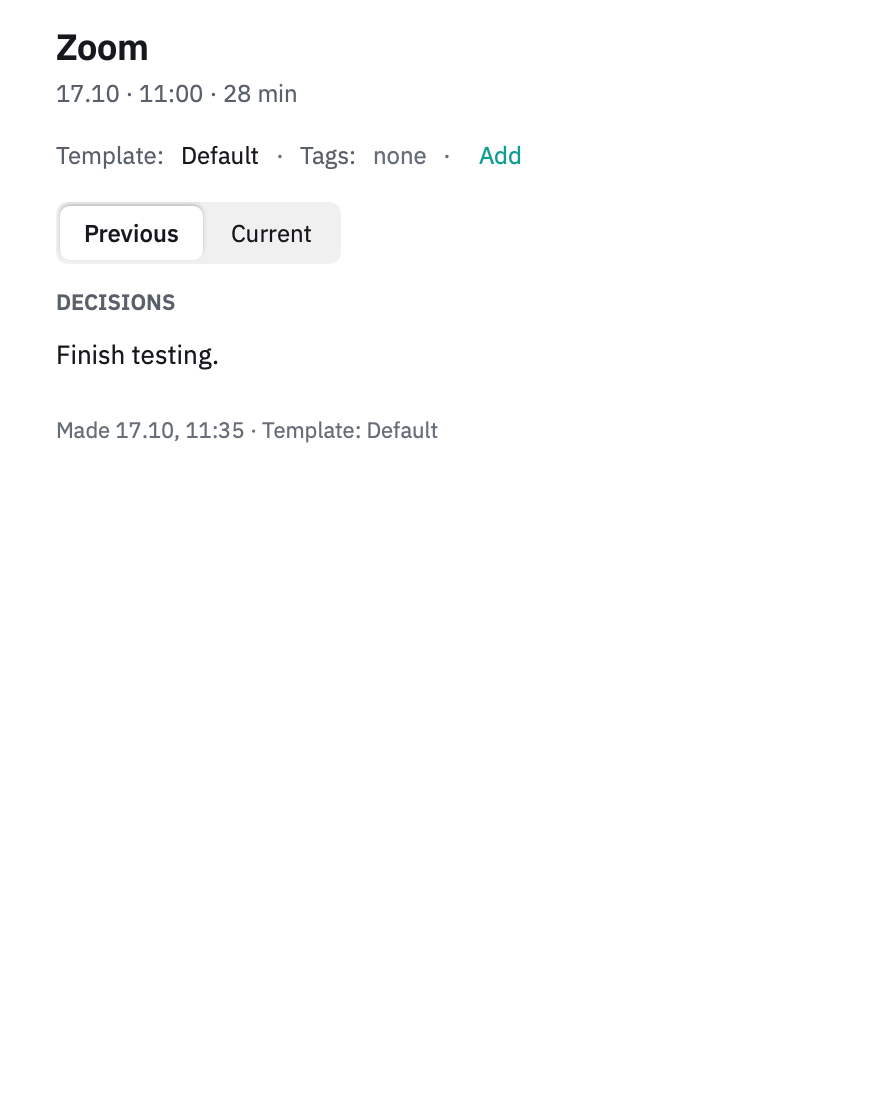 Zoom
17.10 · 11:00 · 28 min
Template: Default · Tags: none · Add
Previous Current
DECISIONS
Finish testing.
Made 17.10, 11:35 · Template: Default